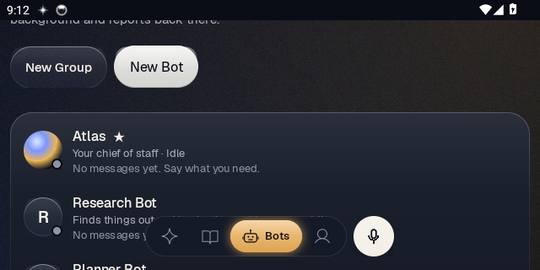 9:12
background and reports back there.
New Group
New Bot
Atlas ★
Your chief of staff · Idle
No messages yet. Say what you need.
R
Research Bot
Finds things out
No messages
Bots
Planner Bot